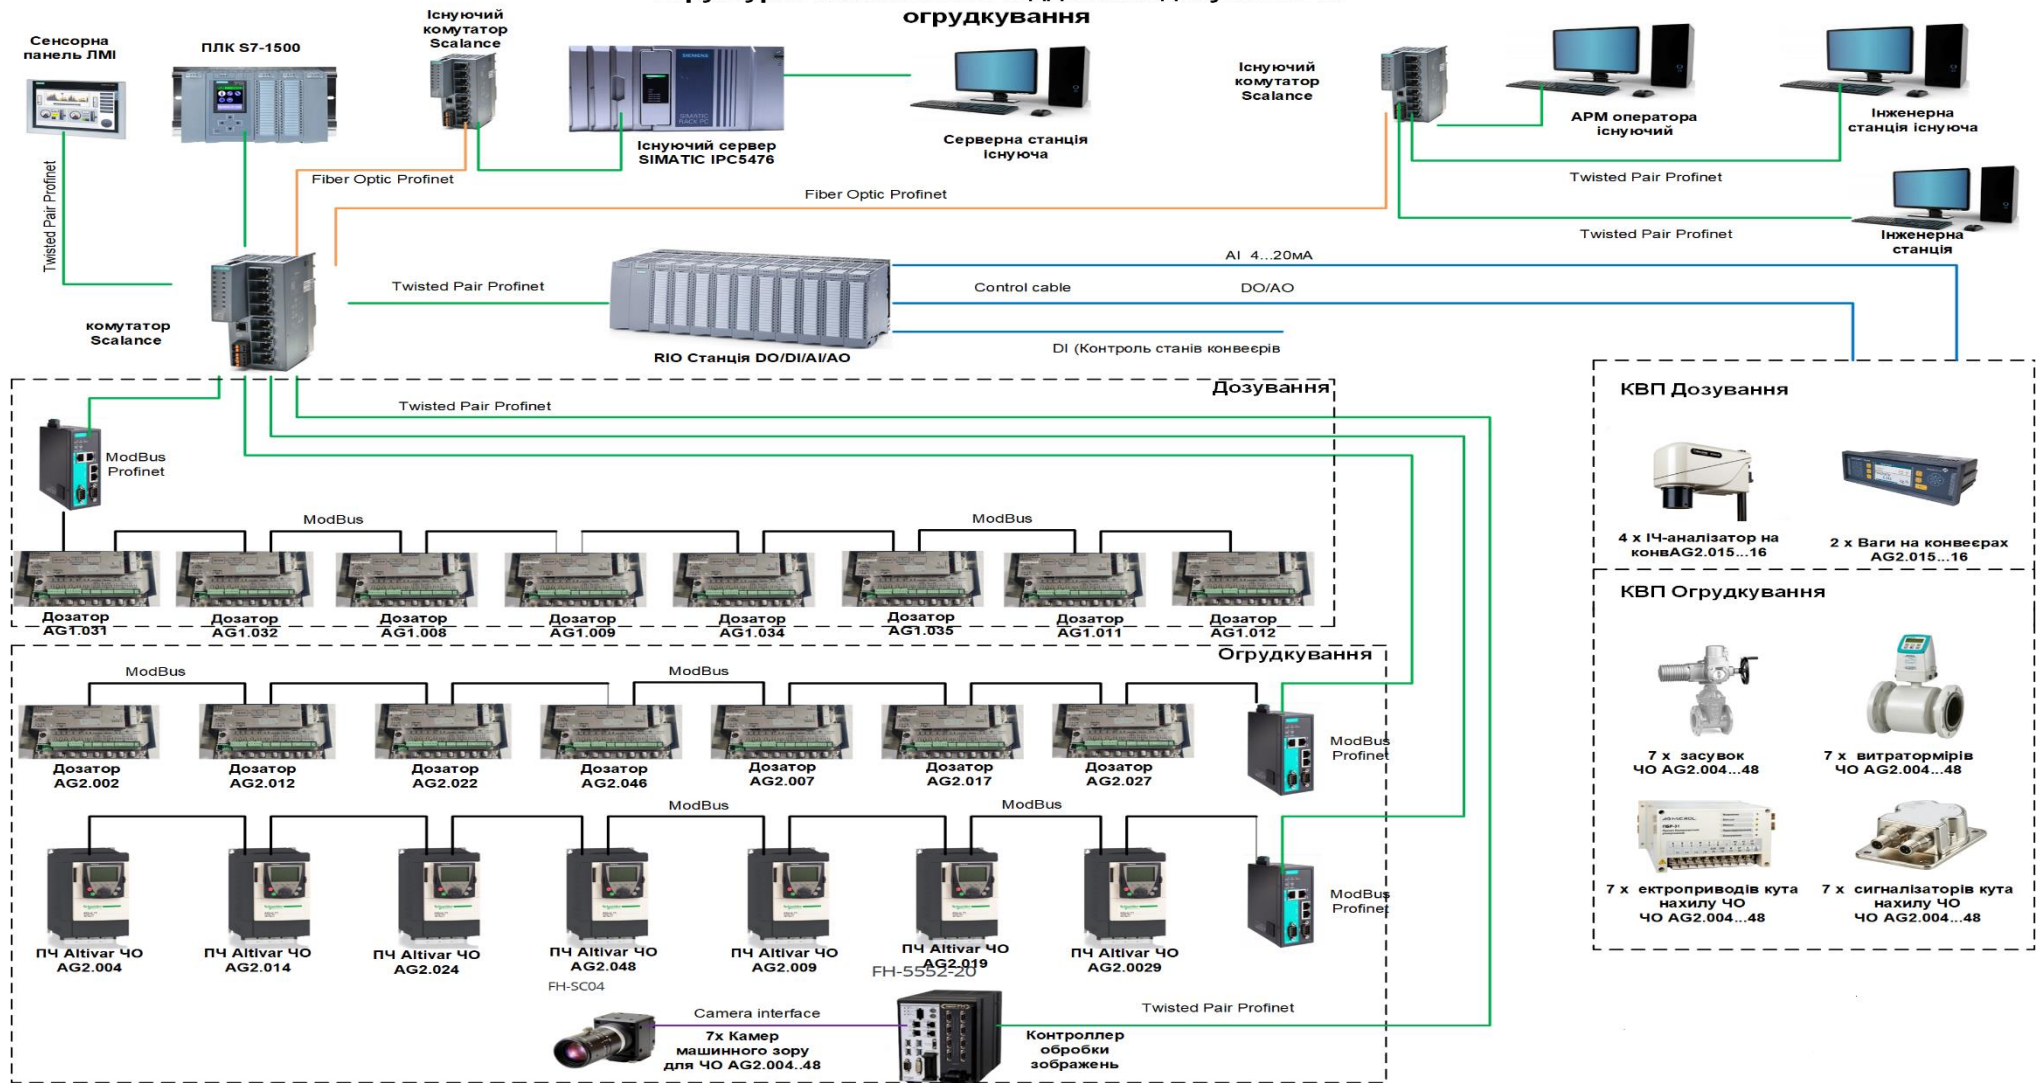 огрудкування
Сенсорна
панель ЛМІ
ПЛК S7-1500
Існуючий
комутатор
Scalance
SIEMENS
SIMATIC
RACK PC
Існуючий сервер
SIMATIC IPC5476
Серверна станція
існуюча
Існуючий
комутатор
Scalance
АРМ оператора
існуючий
Інженерна
станція існуюча
Twisted Pair Profinet
Fiber Optic Profinet
Fiber Optic Profinet
Twisted Pair Profinet
Twisted Pair Profinet
Інженерна
станція
комутатор
Scalance
Twisted Pair Profinet
RIO Станція DO/DI/AI/AO
AI 4...20мА
Control cable
DO/AO
DI (Контроль станів конвеєрів
Дозування
Twisted Pair Profinet
ModBus
Profinet
ModBus
ModBus
Дозатор
AG1.031
Дозатор
AG1.032
Дозатор
AG1.008
Дозатор
AG1.009
Дозатор
AG1.034
Дозатор
AG1.035
Дозатор
AG1.011
Дозатор
AG1.012
Огрудкування
ModBus
ModBus
ModBus
Profinet
Дозатор
AG2.002
Дозатор
AG2.012
Дозатор
AG2.022
Дозатор
AG2.046
Дозатор
AG2.007
Дозатор
AG2.017
Дозатор
AG2.027
ModBus
ModBus
ModBus
Profinet
ПЧ Altivar ЧО
AG2.004
ПЧ Altivar ЧО
AG2.014
ПЧ Altivar ЧО
AG2.024
ПЧ Altivar ЧО
AG2.048
ПЧ Altivar ЧО
AG2.009
ПЧ Altivar ЧО
AG2.019
ПЧ Altivar ЧО
AG2.0029
FH-SC04
FH-5552-20
Camera interface
7х Камер
машинного зору
для ЧО AG2.004..48
Контроллер
обробки
зображень
Twisted Pair Profinet
КВП Дозування
4 х ІЧ-аналізатор на
конвAG2.015...16
2 х Ваги на конвеєрах
AG2.015...16
КВП Огрудкування
7 х засувок
ЧО AG2.004...48
7 х витратормірів
ЧО AG2.004...48
7 х ектроприводів кута
нахилу ЧО
ЧО AG2.004...48
7 х сигналізаторів кута
нахилу ЧО
ЧО AG2.004...48